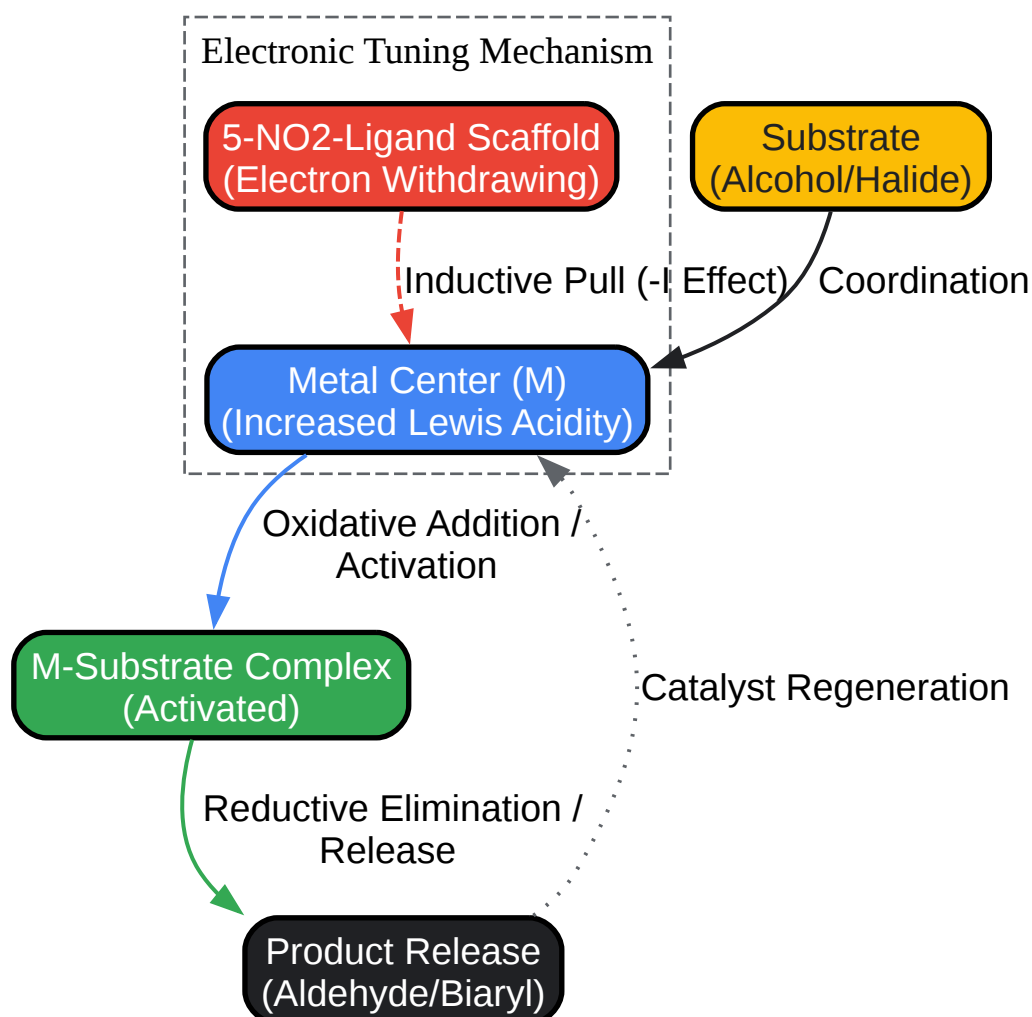 Electronic Tuning Mechanism
5-NO2-Ligand Scaffold
(Electron Withdrawing)
Substrate
(Alcohol/Halide)
Inductive Pull (-I Effect)
Coordination
Metal Center (M)
(Increased Lewis Acidity)
Oxidative Addition /
Activation
M-Substrate Complex
(Activated)
Catalyst Regeneration
Reductive Elimination /
Release
Product Release
(Aldehyde/Biaryl)